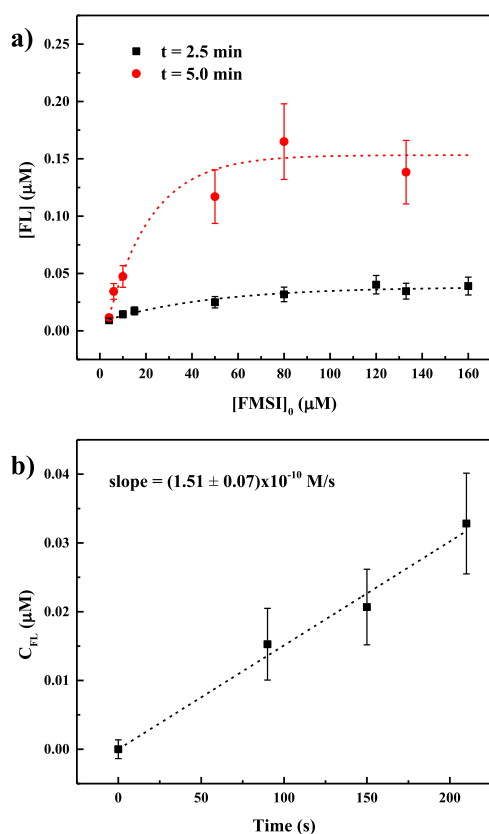 a)
t = 2.5 min
t = 5.0 min
0.25
0.20
0.15
0.10
0.05
0.00
[FL] (μM)
0 20 40 60 80 100 120 140 160
[FMSI]₀ (μM)
b)
slope = (1.51 ± 0.07)x10⁻¹⁰ M/s
0.04
0.03
0.02
0.01
0.00
C_FL (μM)
0 50 100 150 200
Time (s)